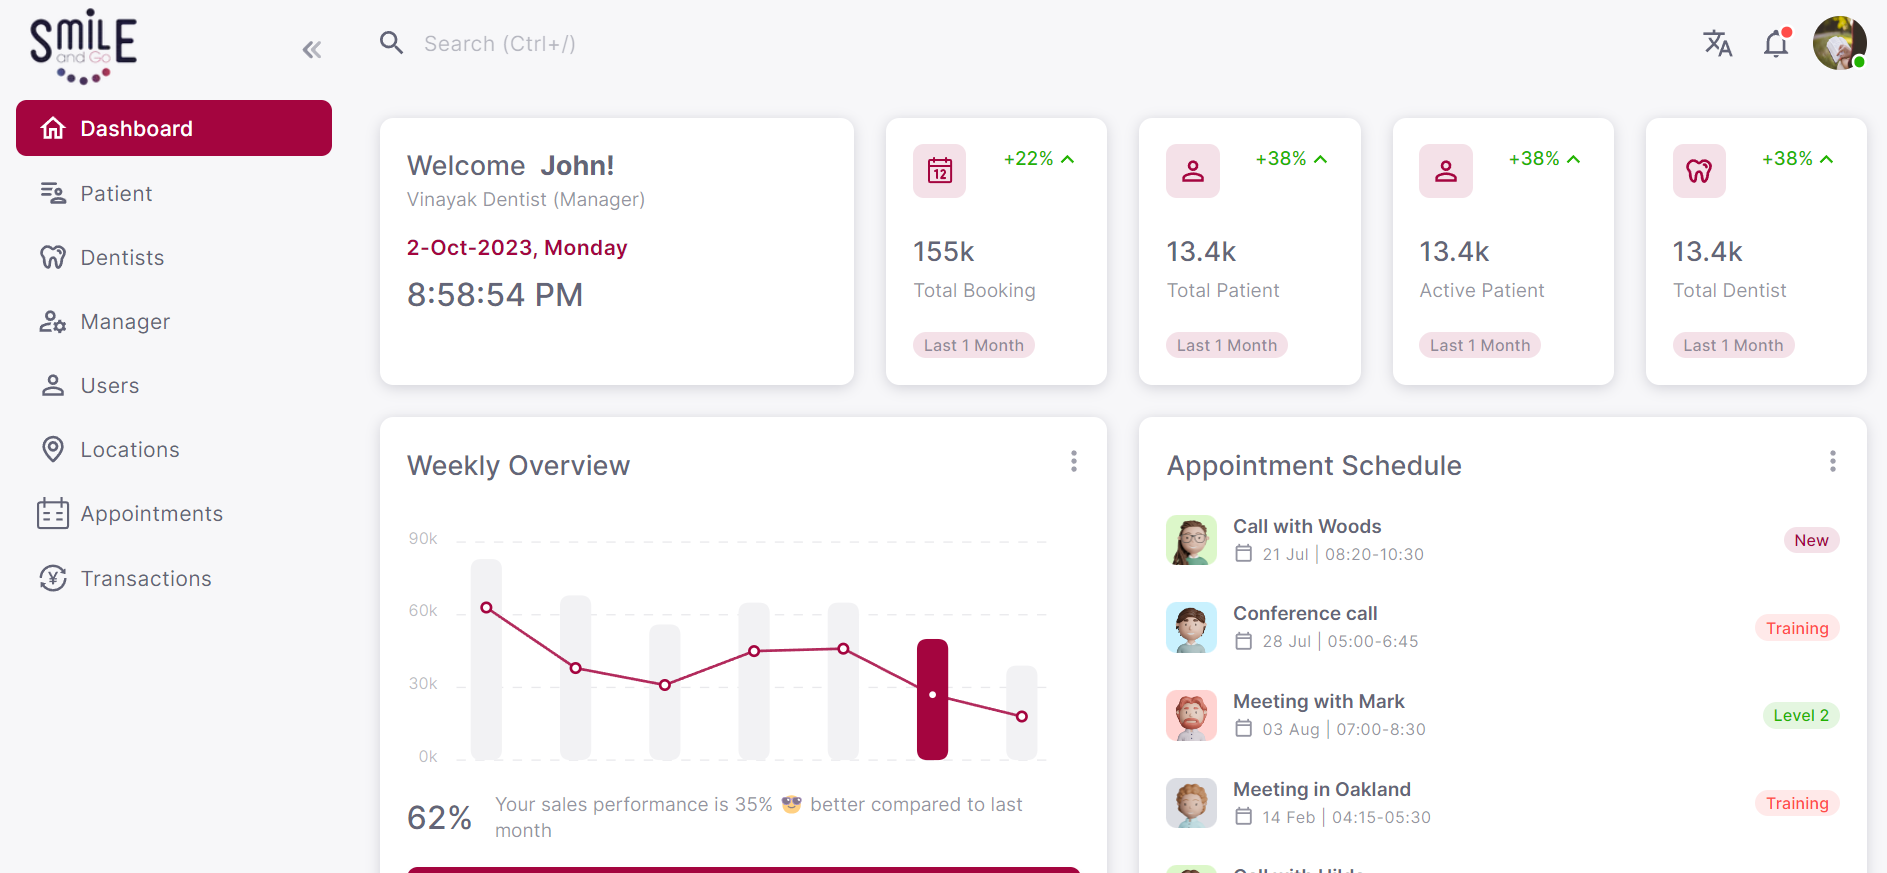 SMiLE
and Go
Search (Ctrl+/)
Dashboard
Patient
Dentists
Manager
Users
Locations
Appointments
Transactions
Welcome John!
Vinayak Dentist (Manager)
2-Oct-2023, Monday
8:58:54 PM
12
+22%
155k
Total Booking
Last 1 Month
+38%
13.4k
Total Patient
Last 1 Month
+38%
13.4k
Active Patient
Last 1 Month
+38%
13.4k
Total Dentist
Last 1 Month
Weekly Overview
90k
60k
30k
0k
62%
Your sales performance is 35% 😎 better compared to last
month
Appointment Schedule
Call with Woods
21 Jul | 08:20-10:30
New
Conference call
28 Jul | 05:00-6:45
Training
Meeting with Mark
03 Aug | 07:00-8:30
Level 2
Meeting in Oakland
14 Feb | 04:15-05:30
Training